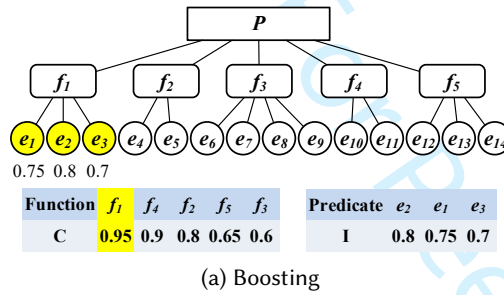 P
f1 f2 f3 f4 f5
e1 e2 e3 e4 e5 e6 e7 e8 e9 e10 e11 e12 e13 e14
0.75 0.8 0.7
Function f1 f4 f2 f5 f3
C 0.95 0.9 0.8 0.65 0.6
Predicate e2 e1 e3
I 0.8 0.75 0.7
(a) Boosting